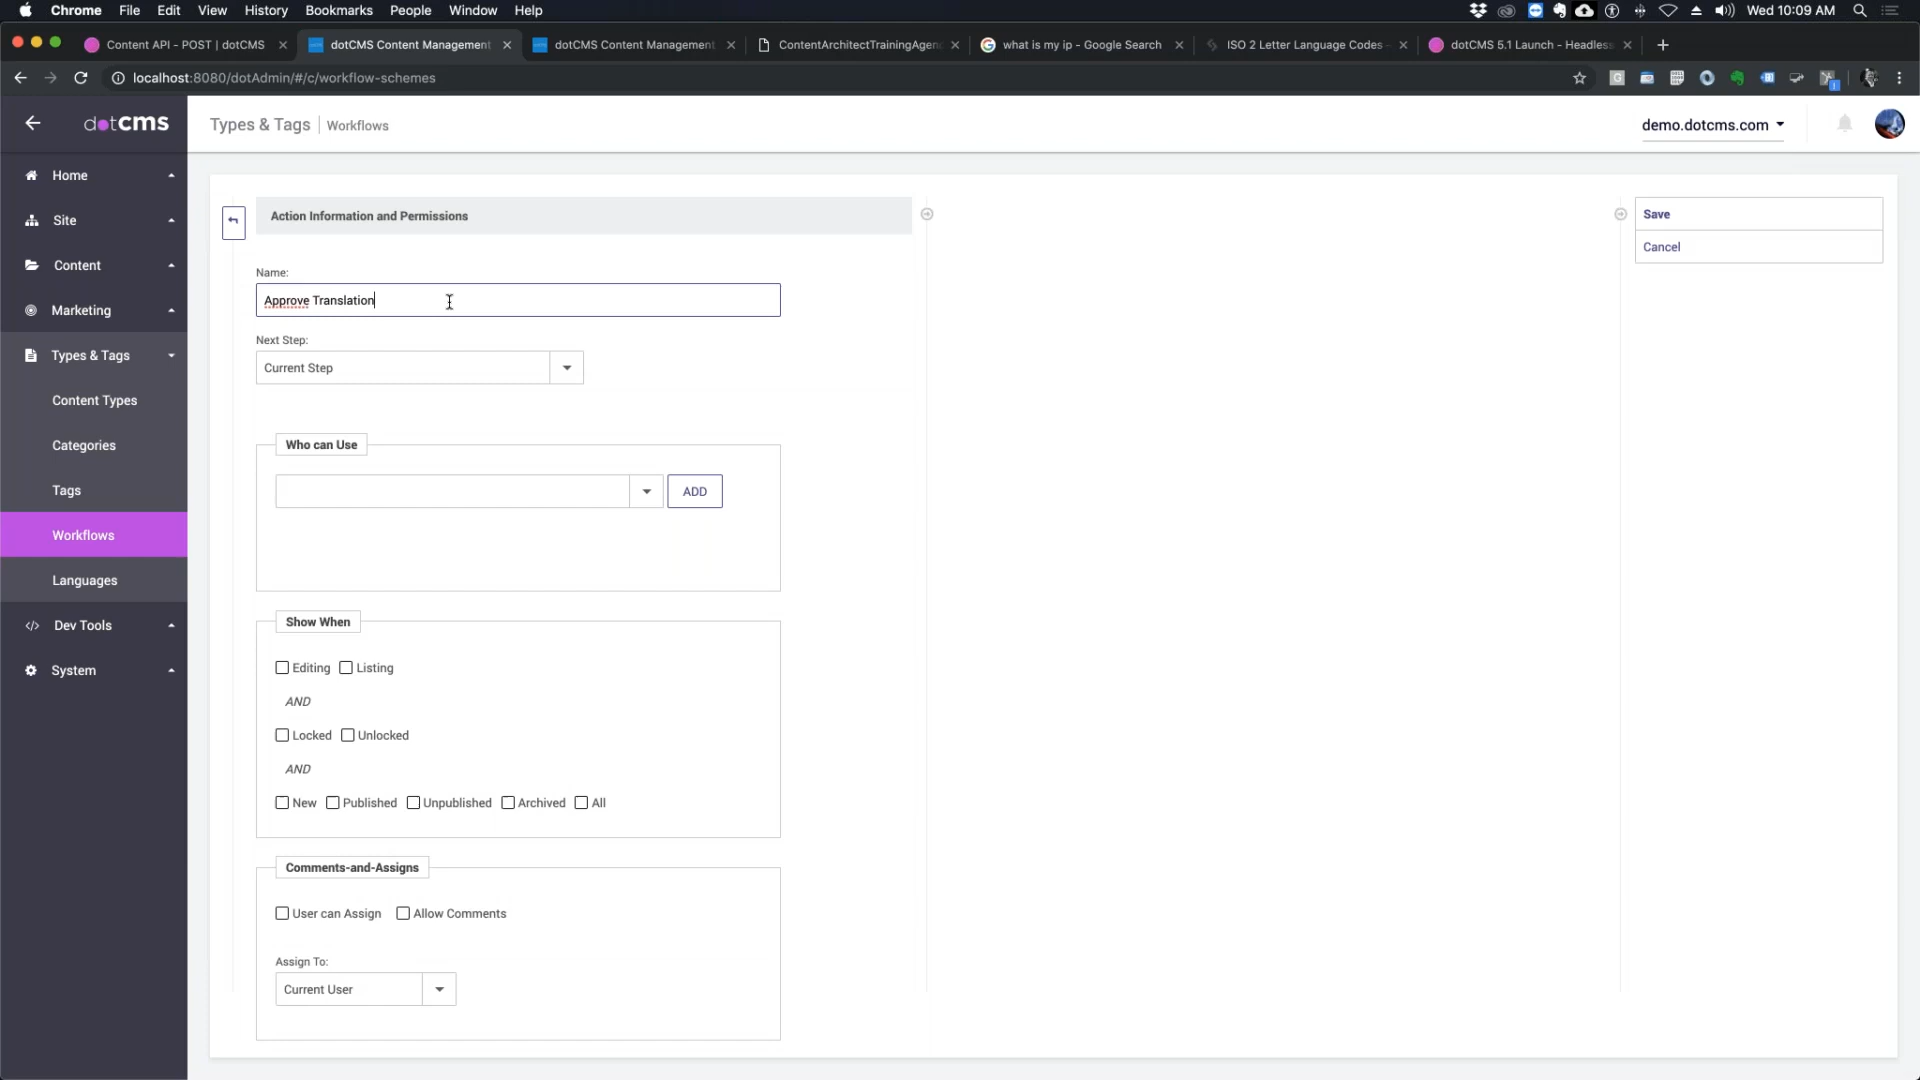 Chrome File Edit View History Bookmarks People Window Help Wed 10:09 AM
Content API - POST | dotCMS
dotCMS Content Management
dotCMS Content Management
ContentArchitectTrainingAgen
what is my ip - Google Search
ISO 2 Letter Language Codes -
dotCMS 5.1 Launch - Headless
localhost:8080/dotAdmin/#/c/workflow-schemes
dotCMS
Types & Tags | Workflows
demo.dotcms.com
Home
Site
Content
Marketing
Types & Tags
Content Types
Categories
Tags
Workflows
Languages
Dev Tools
System
Action Information and Permissions
Name:
Approve Translation
Next Step:
Current Step
Who can Use
ADD
Show When
Editing Listing
AND
Locked Unlocked
AND
New Published Unpublished Archived All
Comments-and-Assigns
User can Assign Allow Comments
Assign To:
Current User
Save
Cancel